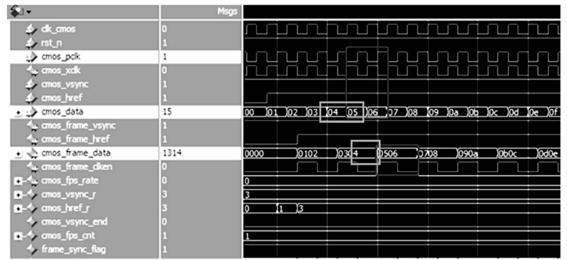 Msgs
clk_cmos 0
rst_n 1
cmos_pclk 1
cmos_xclk 0
cmos_vsync 1
cmos_href 1
cmos_data 15 00 01 02 03 04 05 06 07 08 09 0a 0b 0c 0d 0e 0f
cmos_frame_vsync 1
cmos_frame_href 1
cmos_frame_data 1314 0000 0102 0304 0506 0708 090a 0b0c 0d0e
cmos_frame_clken 0
cmos_fps_rate 0 0
cmos_vsync_r 3 3
cmos_href_r 3 0 1 3
cmos_vsync_end 0
cmos_fps_cnt 1 1
frame_sync_flag 1